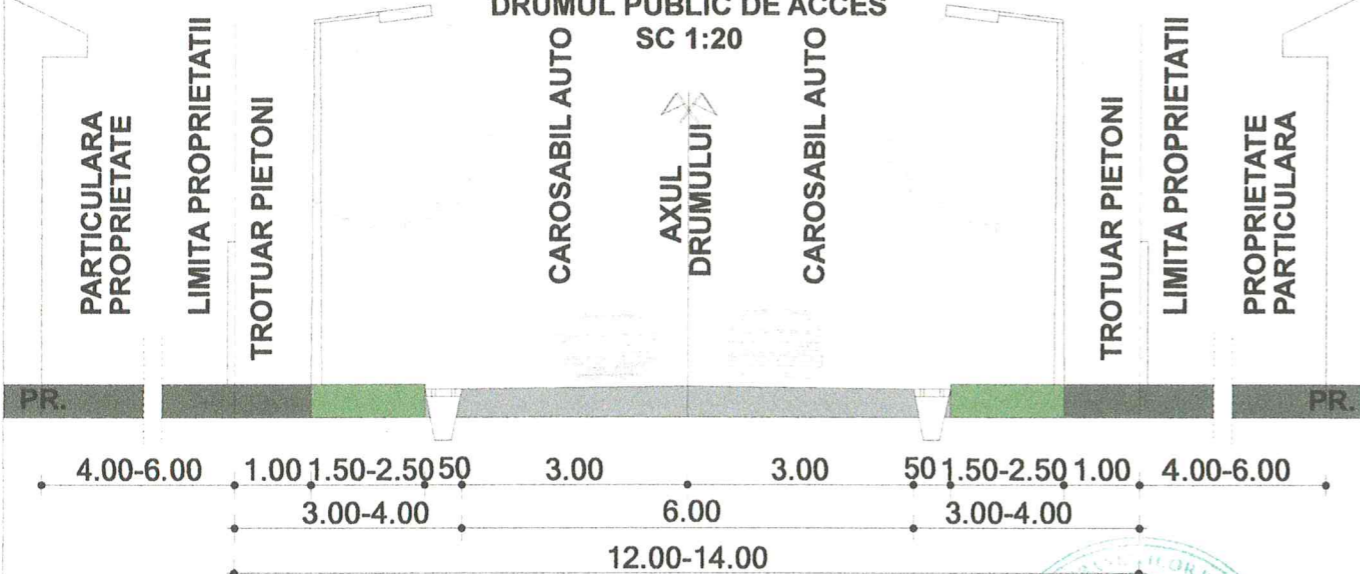 DRUMUL PUBLIC DE ACCES
SC 1:20
PARTICULARA
PROPRIETATE
LIMITA PROPRIETATII
TROTUAR PIETONI
CAROSABIL AUTO
AXUL
DRUMULUI
CAROSABIL AUTO
TROTUAR PIETONI
LIMITA PROPRIETATII
PROPRIETATE
PARTICULARA
PR.
PR.
4.00-6.00 1.00 1.50-2.50 50 3.00 3.00 50 1.50-2.50 1.00 4.00-6.00
3.00-4.00 6.00 3.00-4.00
12.00-14.00